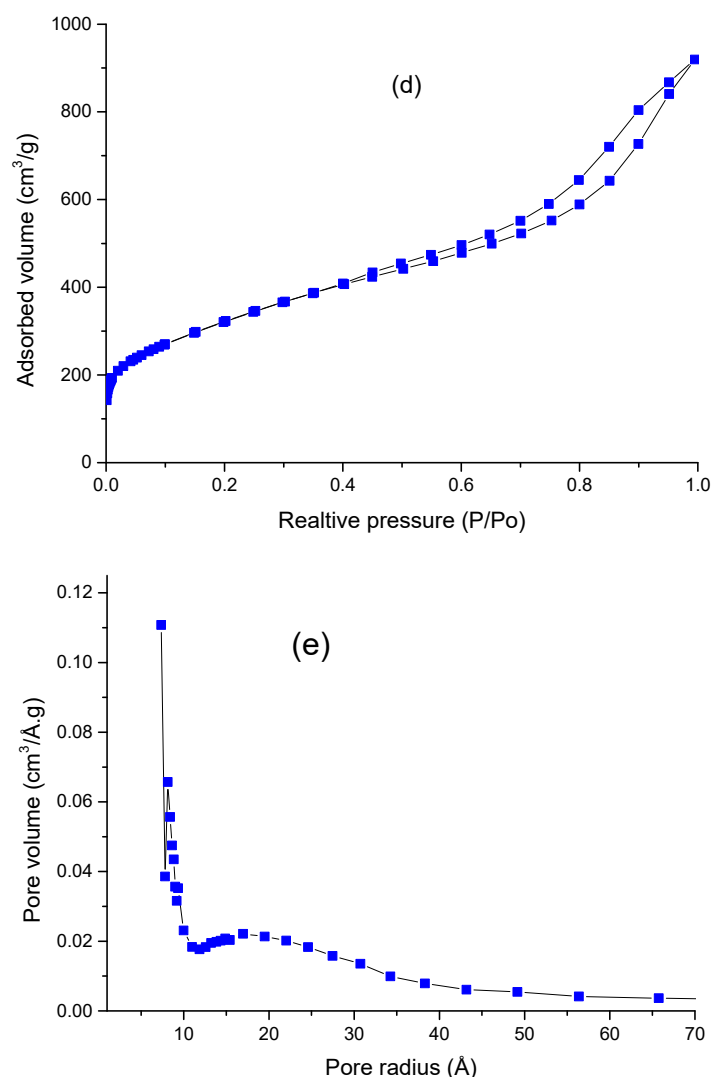 (d)
Adsorbed volume (cm³/g)
1000
800
600
400
200
0
0.0 0.2 0.4 0.6 0.8 1.0
Realtive pressure (P/Po)
(e)
Pore volume (cm³/Å.g)
0.12
0.10
0.08
0.06
0.04
0.02
0.00
10 20 30 40 50 60 70
Pore radius (Å)